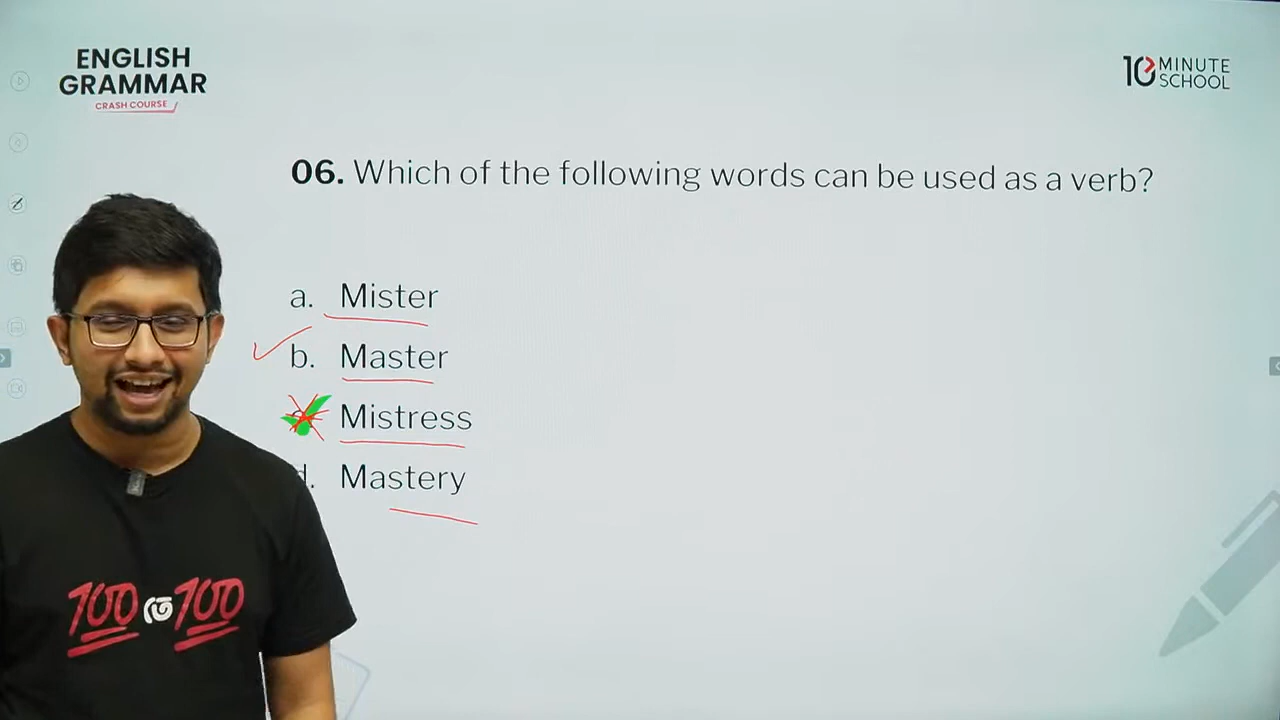 ENGLISH
GRAMMAR
CRASH COURSE
10 MINUTE
SCHOOL
06. Which of the following words can be used as a verb?
a. Mister
b. Master
Mistress
d. Mastery
100 তে 100